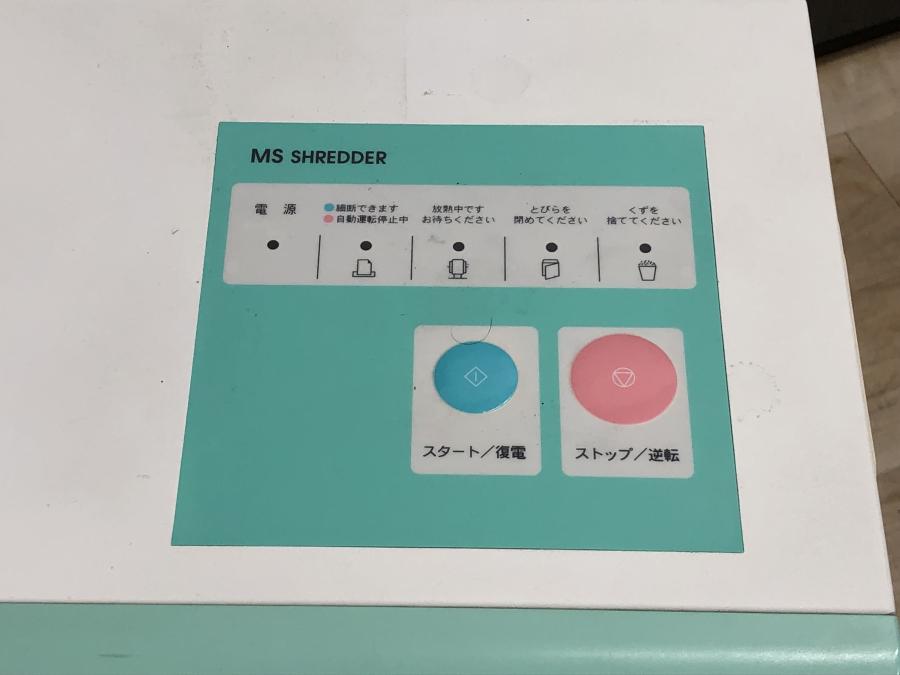 MS SHREDDER
電 源
細断できます
自動運転停止中
放熱中です
お待ちください
とびらを
閉めてください
くずを
捨ててください
スタート/復電
ストップ/逆転